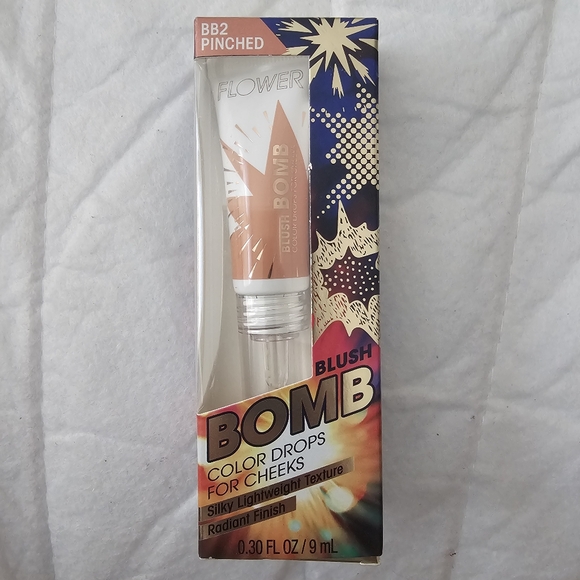 BB2
PINCHED
FLOWER
BLUSH BOMB
BLUSH
BOMB
COLOR DROPS
FOR CHEEKS
Silky Lightweight Texture
Radiant Finish
0.30 FL OZ / 9 mL